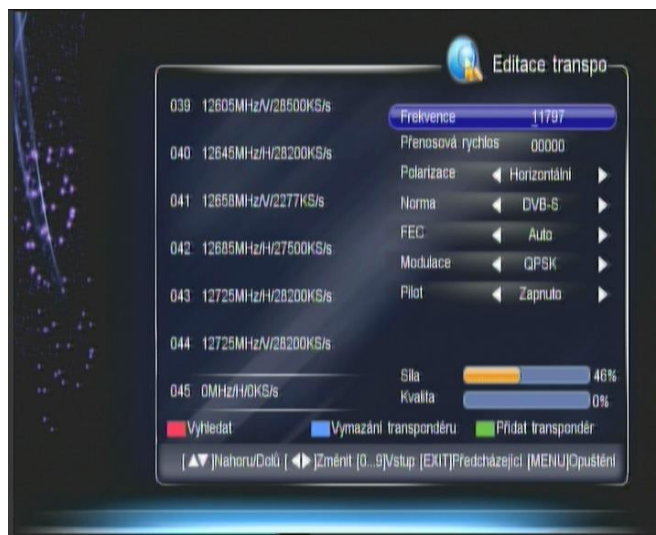 Editace transpo
039 12605MHz/V/28500KS/s
040 12645MHz/H/28200KS/s
041 12658MHz/V/2277KS/s
042 12685MHz/H/27500KS/s
043 12725MHz/H/28200KS/s
044 12725MHz/V/28200KS/s
045 0MHz/H/0KS/s
Frekvence 11797
Přenosová rychlos 00000
Polarizace Horizontální
Norma DVB-S
FEC Auto
Modulace QPSK
Pilot Zapnuto
Síla 46%
Kvalita 0%
Vyhledat Vymazání transpondéru Přidat transpondér
[▲▼]Nahoru/Dolů [◀▶]Změnit [0...9]Vstup [EXIT]Předcházející [MENU]Opuštění